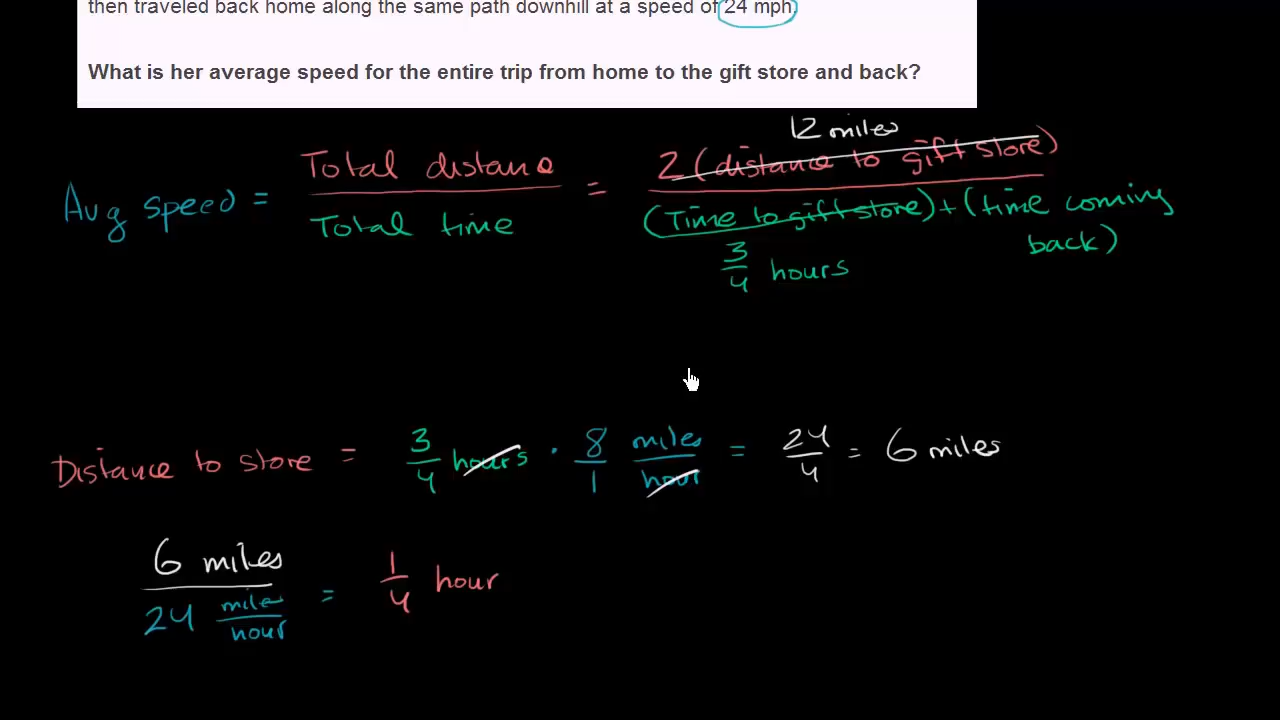 then traveled back home along the same path downhill at a speed of 24 mph.
What is her average speed for the entire trip from home to the gift store and back?
12 miles
Avg speed = Total distance / Total time = 2 (distance to gift store) / (Time to gift store) + (time coming back)
3/4 hours
Distance to store = 3/4 hours · 8/1 miles/hour = 24/4 = 6 miles
6 miles / 24 miles/hour = 1/4 hour